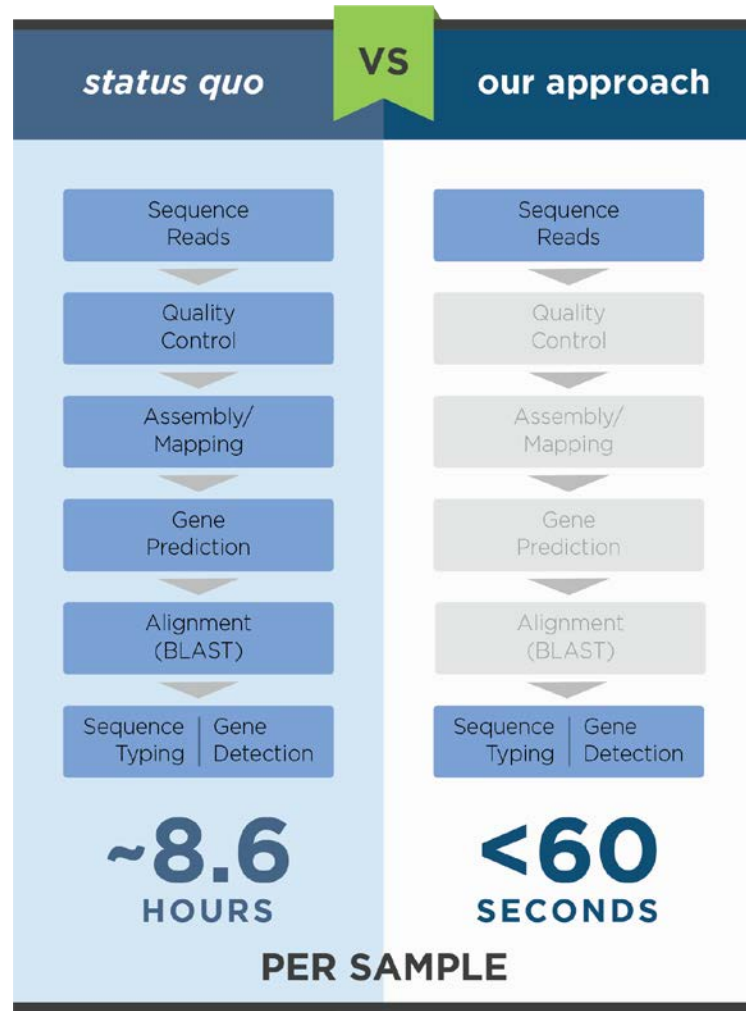 status quo
VS
our approach
Sequence
Reads
Quality
Control
Assembly/
Mapping
Gene
Prediction
Alignment
(BLAST)
Sequence | Gene
Typing | Detection
~8.6
HOURS
Sequence
Reads
Quality
Control
Assembly/
Mapping
Gene
Prediction
Alignment
(BLAST)
Sequence | Gene
Typing | Detection
<60
SECONDS
PER SAMPLE